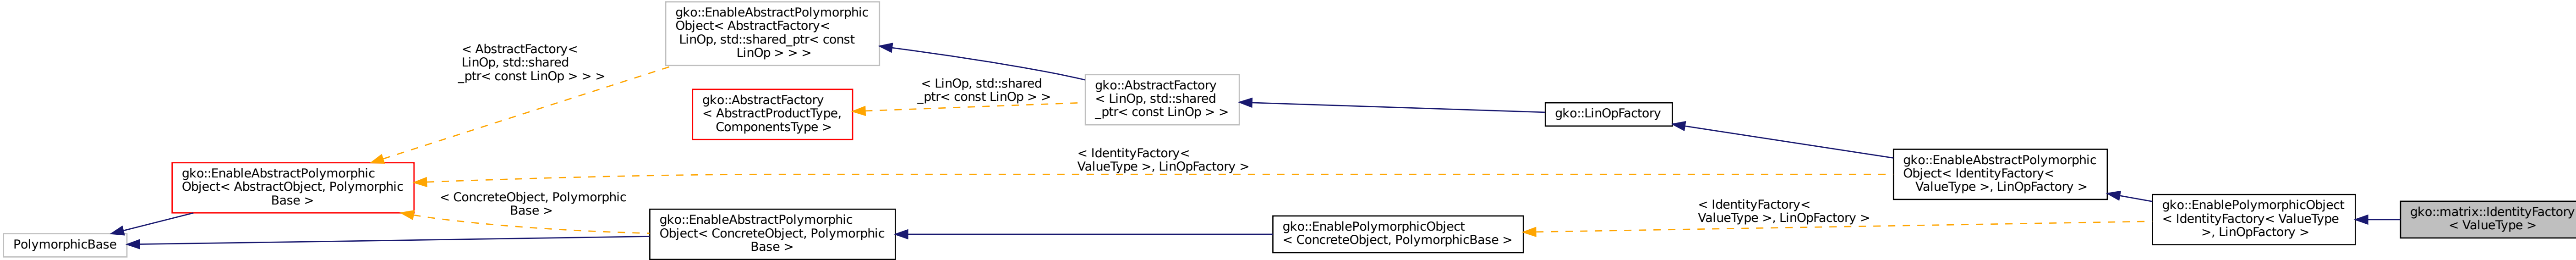 gko::EnableAbstractPolymorphic
Object< AbstractFactory<
LinOp, std::shared_ptr< const
LinOp > > >
< AbstractFactory<
LinOp, std::shared
_ptr< const LinOp > > >
gko::AbstractFactory
< AbstractProductType,
ComponentsType >
< LinOp, std::shared
_ptr< const LinOp > >
gko::AbstractFactory
< LinOp, std::shared
_ptr< const LinOp > >
gko::LinOpFactory
gko::EnableAbstractPolymorphic
Object< AbstractObject, Polymorphic
Base >
< IdentityFactory<
ValueType >, LinOpFactory >
gko::EnableAbstractPolymorphic
Object< IdentityFactory<
ValueType >, LinOpFactory >
< ConcreteObject, Polymorphic
Base >
PolymorphicBase
gko::EnableAbstractPolymorphic
Object< ConcreteObject, Polymorphic
Base >
gko::EnablePolymorphicObject
< ConcreteObject, PolymorphicBase >
< IdentityFactory<
ValueType >, LinOpFactory >
gko::EnablePolymorphicObject
< IdentityFactory< ValueType
>, LinOpFactory >
gko::matrix::IdentityFactory
< ValueType >